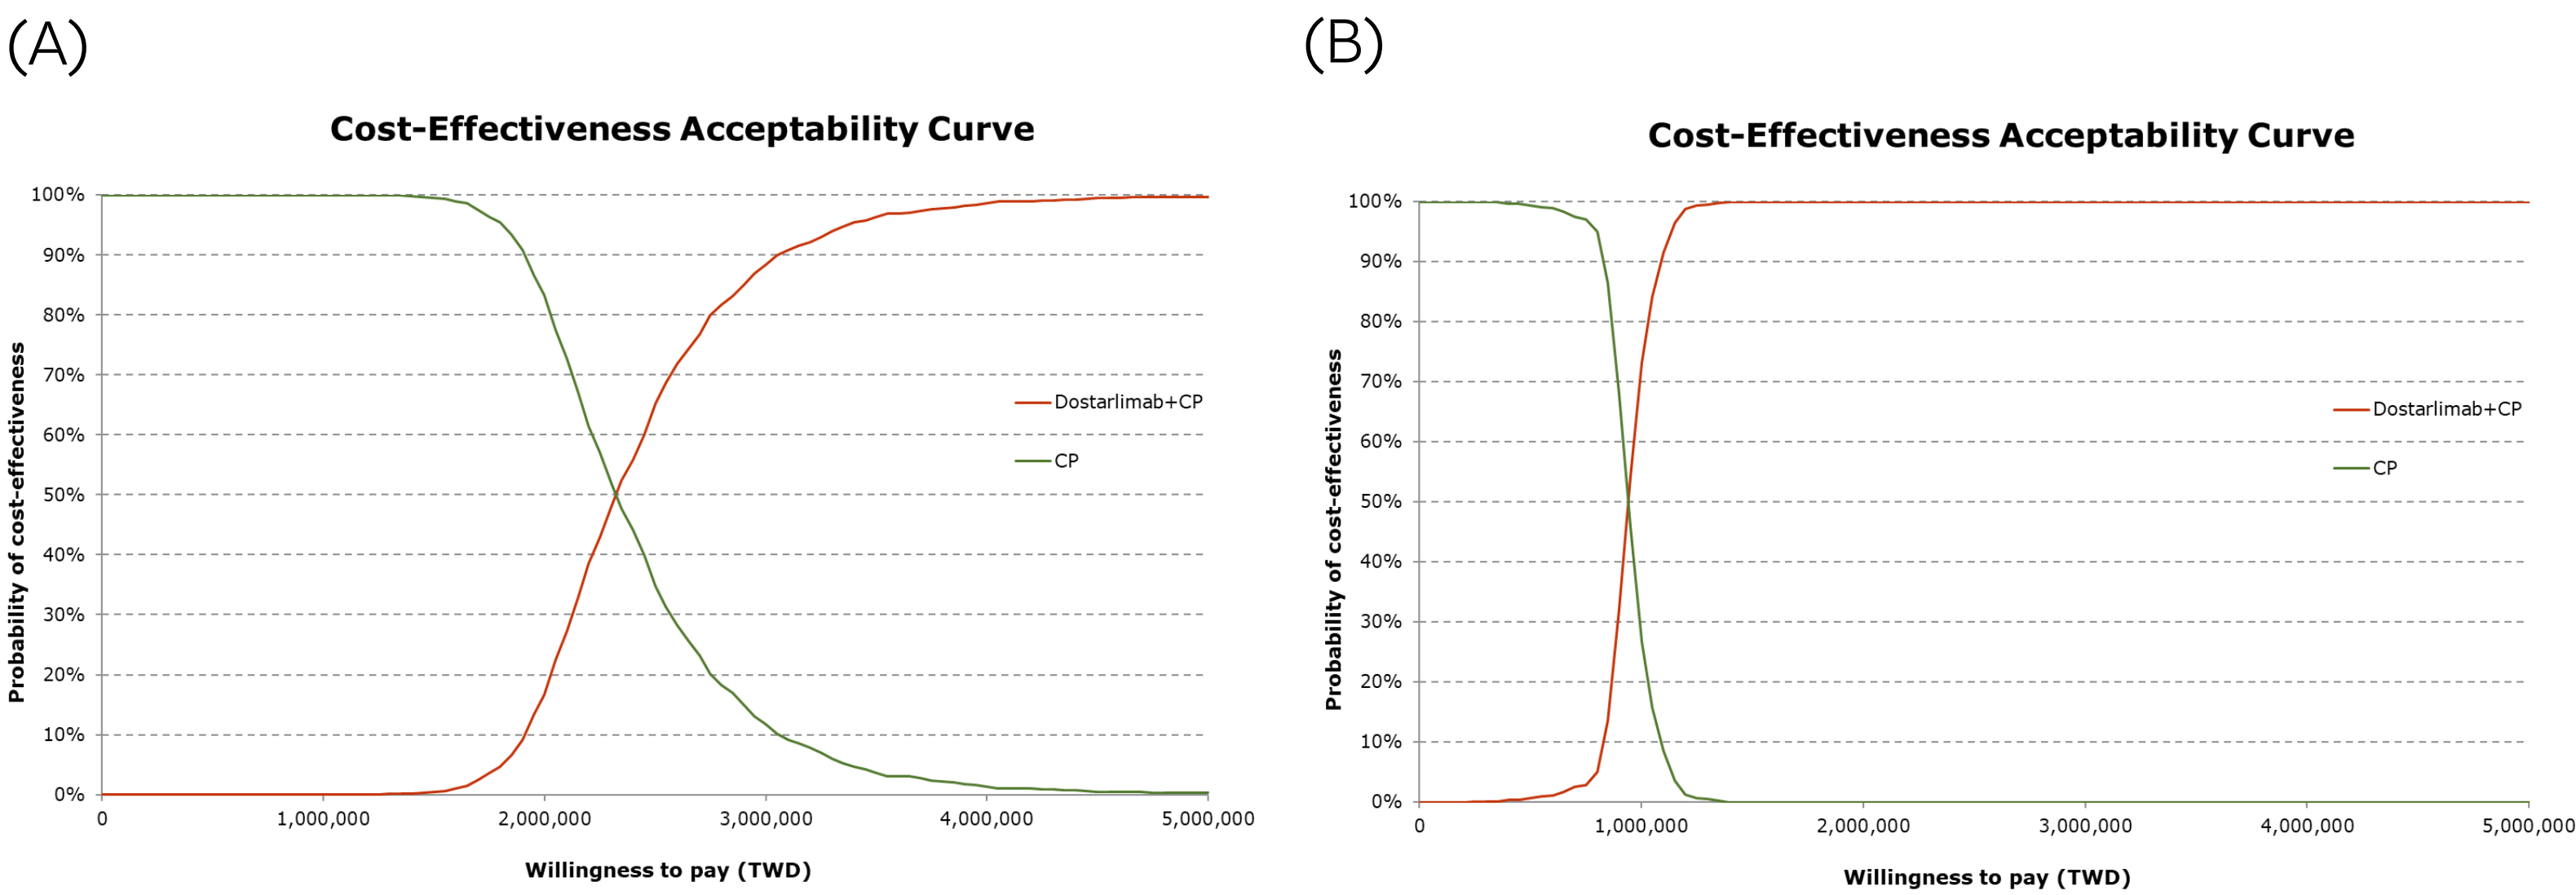 (A)
Cost-Effectiveness Acceptability Curve
Probability of cost-effectiveness
100%
90%
80%
70%
60%
50%
40%
30%
20%
10%
0%
0
1,000,000
2,000,000
3,000,000
4,000,000
5,000,000
Willingness to pay (TWD)
Dostarlimab+CP
CP
(B)
Cost-Effectiveness Acceptability Curve
Probability of cost-effectiveness
100%
90%
80%
70%
60%
50%
40%
30%
20%
10%
0%
0
1,000,000
2,000,000
3,000,000
4,000,000
5,000,000
Willingness to pay (TWD)
Dostarlimab+CP
CP